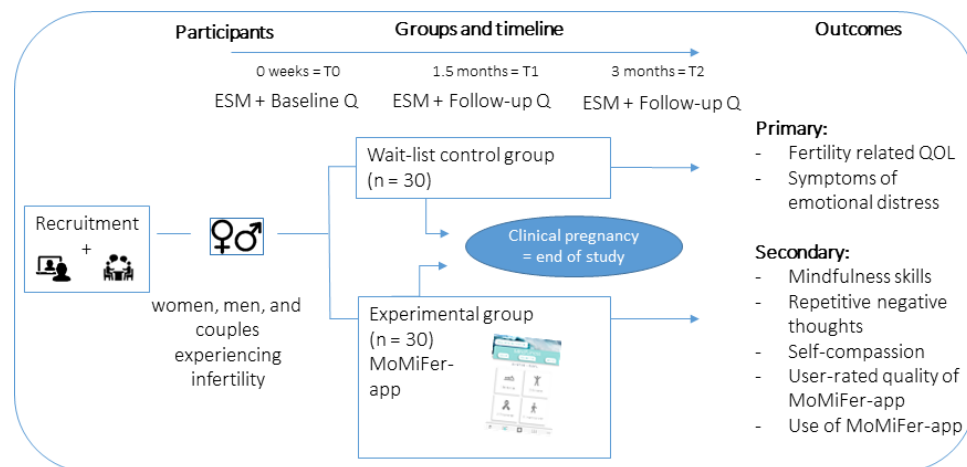 Participants
Groups and timeline
Outcomes
0 weeks = T0
1.5 months = T1
3 months = T2
ESM + Baseline Q
ESM + Follow-up Q
ESM + Follow-up Q
Recruitment
+
women, men, and
couples
experiencing
infertility
Wait-list control group
(n = 30)
Clinical pregnancy
= end of study
Experimental group
(n = 30)
MoMiFer-
app
Primary:
- Fertility related QOL
- Symptoms of
emotional distress
Secondary:
- Mindfulness skills
- Repetitive negative
thoughts
- Self-compassion
- User-rated quality of
MoMiFer-app
- Use of MoMiFer-app